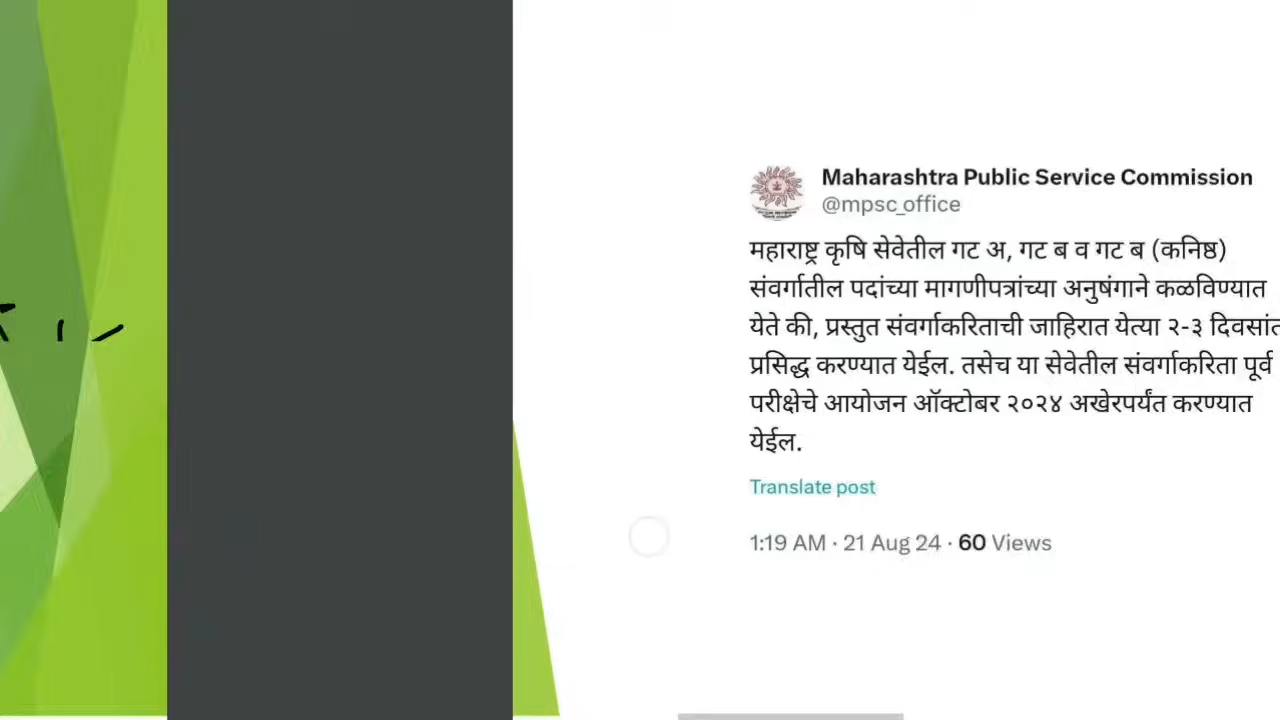 Maharashtra Public Service Commission
@mpsc_office
महाराष्ट्र कृषि सेवेतील गट अ, गट ब व गट ब (कनिष्ठ)
संवर्गातील पदांच्या मागणीपत्रांच्या अनुषंगाने कळविण्यात
येते की, प्रस्तुत संवर्गाकरिताची जाहिरात येत्या २-३ दिवसांत
प्रसिद्ध करण्यात येईल. तसेच या सेवेतील संवर्गाकरिता पूर्व
परीक्षेचे आयोजन ऑक्टोबर २०२४ अखेरपर्यंत करण्यात
येईल.
Translate post
1:19 AM · 21 Aug 24 · 60 Views